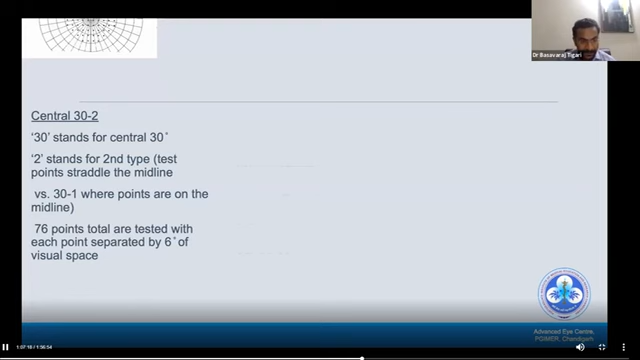 Dr Basavaraj Tigari
Central 30-2
‘30’ stands for central 30˚
‘2’ stands for 2nd type (test
points straddle the midline
vs. 30-1 where points are on the
midline)
76 points total are tested with
each point separated by 6˚of
visual space
Advanced Eye Centre,
PGIMER, Chandigarh
1:07:18 / 1:56:54